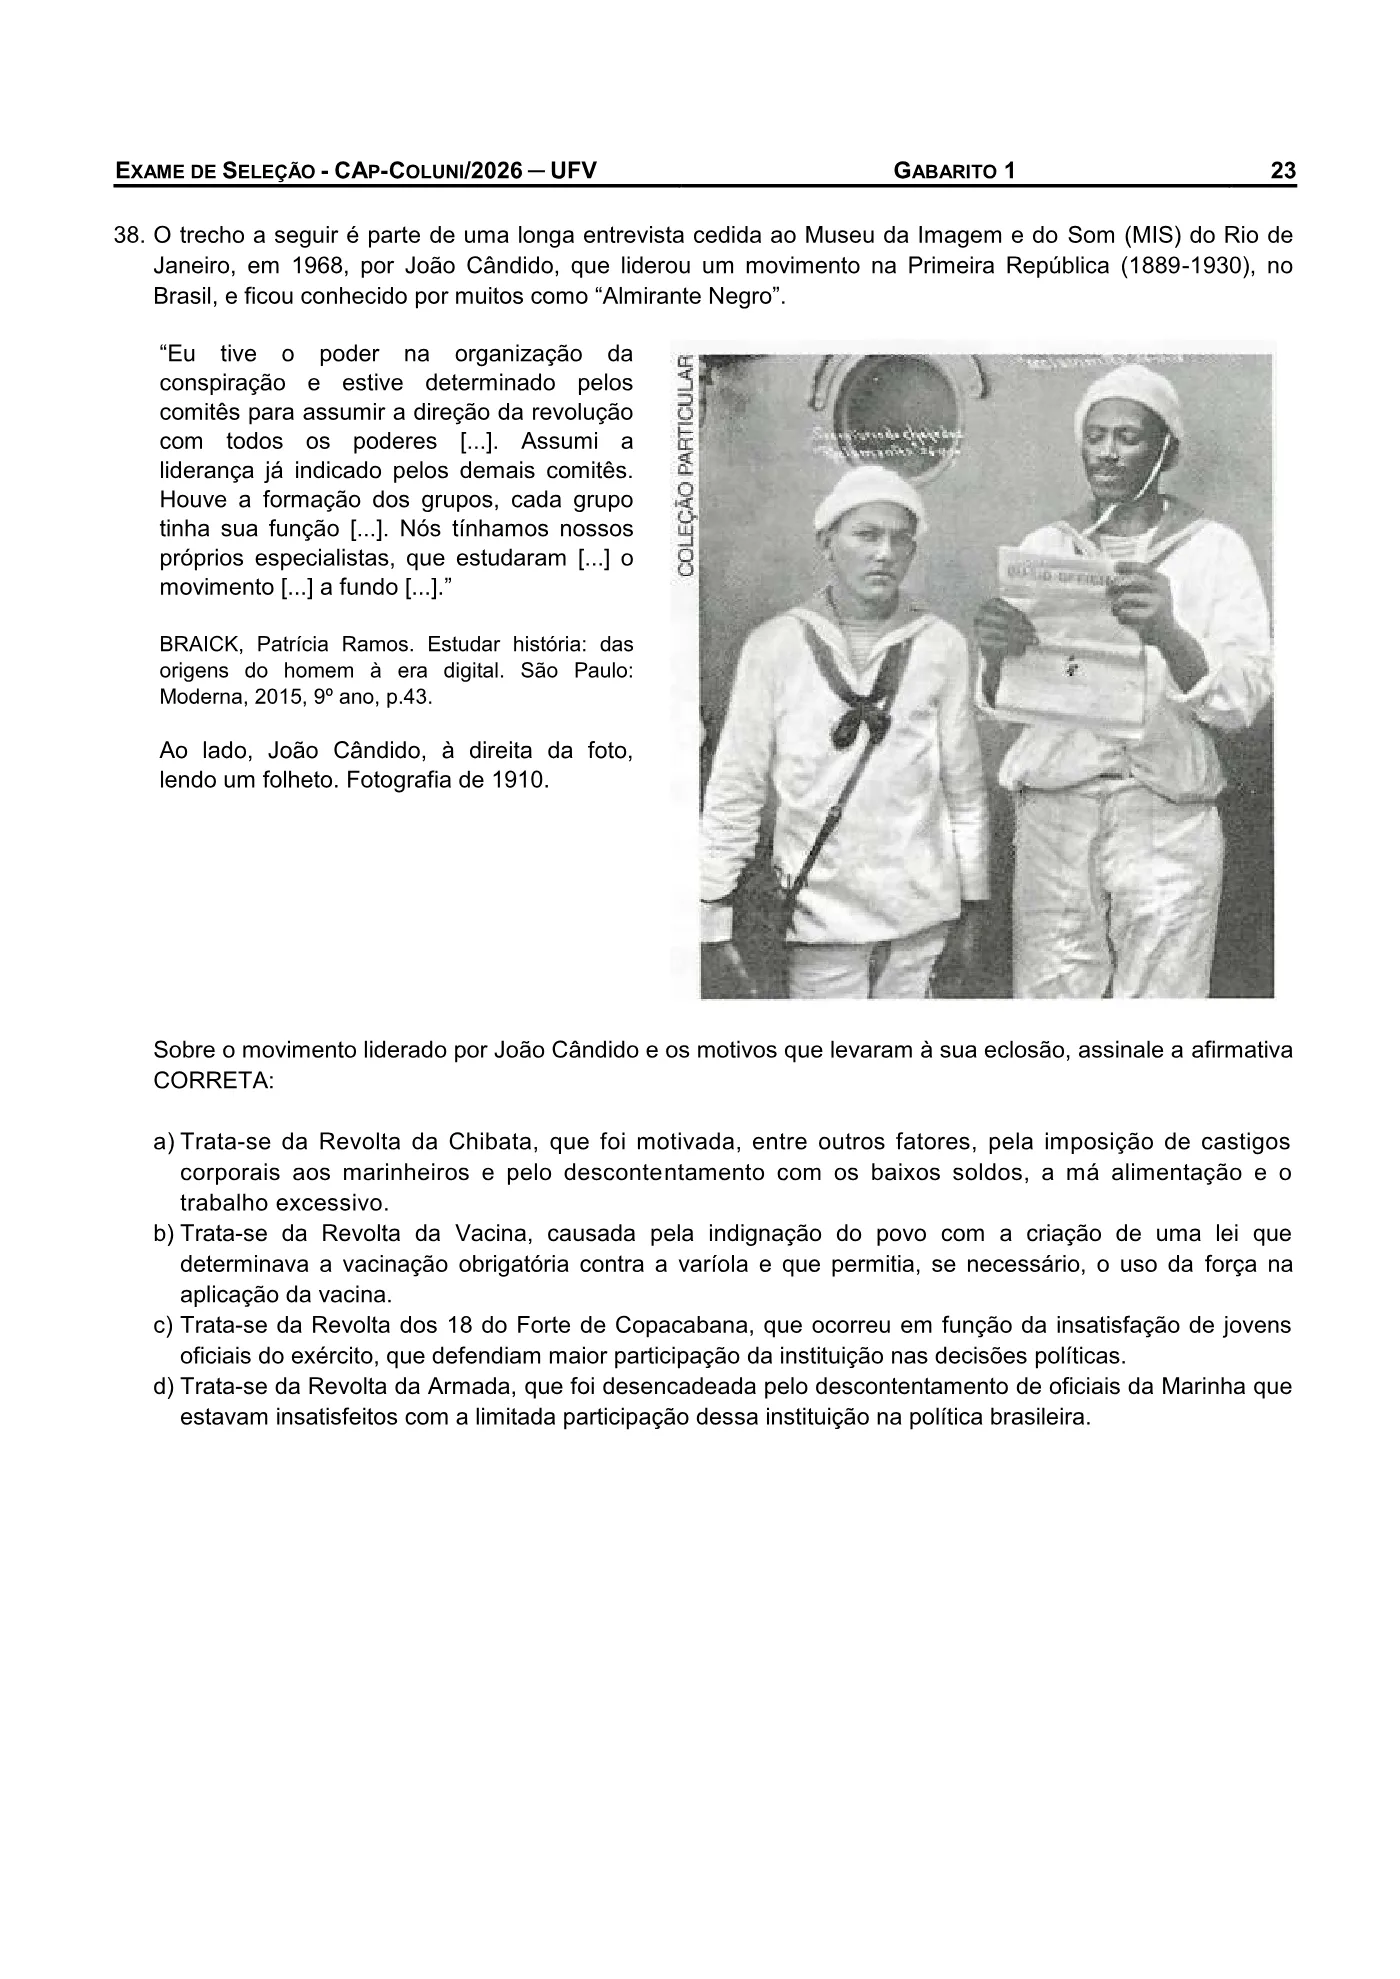 EXAME DE SELEÇÃO - CAP-COLUNI/2026 — UFV GABARITO 1 23
38. O trecho a seguir é parte de uma longa entrevista cedida ao Museu da Imagem e do Som (MIS) do Rio de
Janeiro, em 1968, por João Cândido, que liderou um movimento na Primeira República (1889-1930), no
Brasil, e ficou conhecido por muitos como “Almirante Negro”.
“Eu tive o poder na organização da
conspiração e estive determinado pelos
comitês para assumir a direção da revolução
com todos os poderes [...]. Assumi a
liderança já indicado pelos demais comitês.
Houve a formação dos grupos, cada grupo
tinha sua função [...]. Nós tínhamos nossos
próprios especialistas, que estudaram [...] o
movimento [...] a fundo [...].”
BRAICK, Patrícia Ramos. Estudar história: das
origens do homem à era digital. São Paulo:
Moderna, 2015, 9º ano, p.43.
Ao lado, João Cândido, à direita da foto,
lendo um folheto. Fotografia de 1910.
COLEÇÃO PARTICULAR
Sobre o movimento liderado por João Cândido e os motivos que levaram à sua eclosão, assinale a afirmativa
CORRETA:
a) Trata-se da Revolta da Chibata, que foi motivada, entre outros fatores, pela imposição de castigos
corporais aos marinheiros e pelo descontentamento com os baixos soldos, a má alimentação e o
trabalho excessivo.
b) Trata-se da Revolta da Vacina, causada pela indignação do povo com a criação de uma lei que
determinava a vacinação obrigatória contra a varíola e que permitia, se necessário, o uso da força na
aplicação da vacina.
c) Trata-se da Revolta dos 18 do Forte de Copacabana, que ocorreu em função da insatisfação de jovens
oficiais do exército, que defendiam maior participação da instituição nas decisões políticas.
d) Trata-se da Revolta da Armada, que foi desencadeada pelo descontentamento de oficiais da Marinha que
estavam insatisfeitos com a limitada participação dessa instituição na política brasileira.